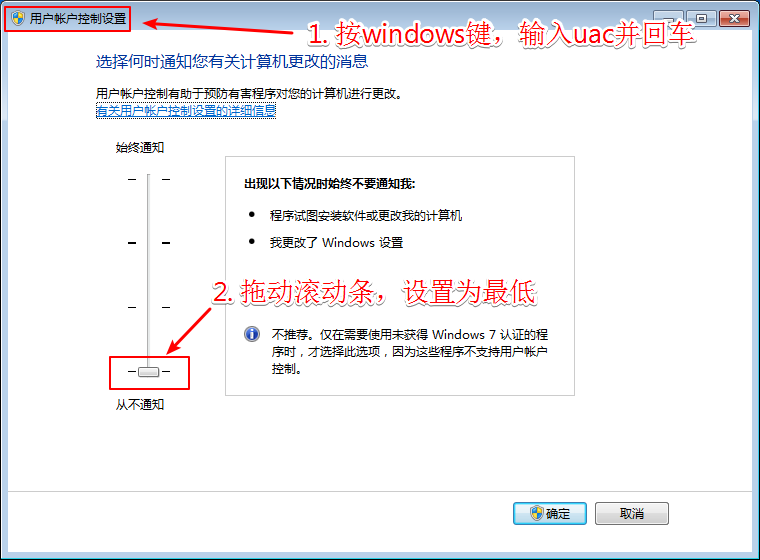 用户帐户控制设置
1. 按windows键，输入uac并回车
选择何时通知您有关计算机更改的消息
用户帐户控制有助于预防有害程序对您的计算机进行更改。
有关用户帐户控制设置的详细信息
始终通知
出现以下情况时始终不要通知我:
程序试图安装软件或更改我的计算机
我更改了 Windows 设置
2. 拖动滚动条，设置为最低
不推荐。仅在需要使用未获得 Windows 7 认证的程
序时，才选择此选项，因为这些程序不支持用户帐户
控制。
从不通知
确定
取消